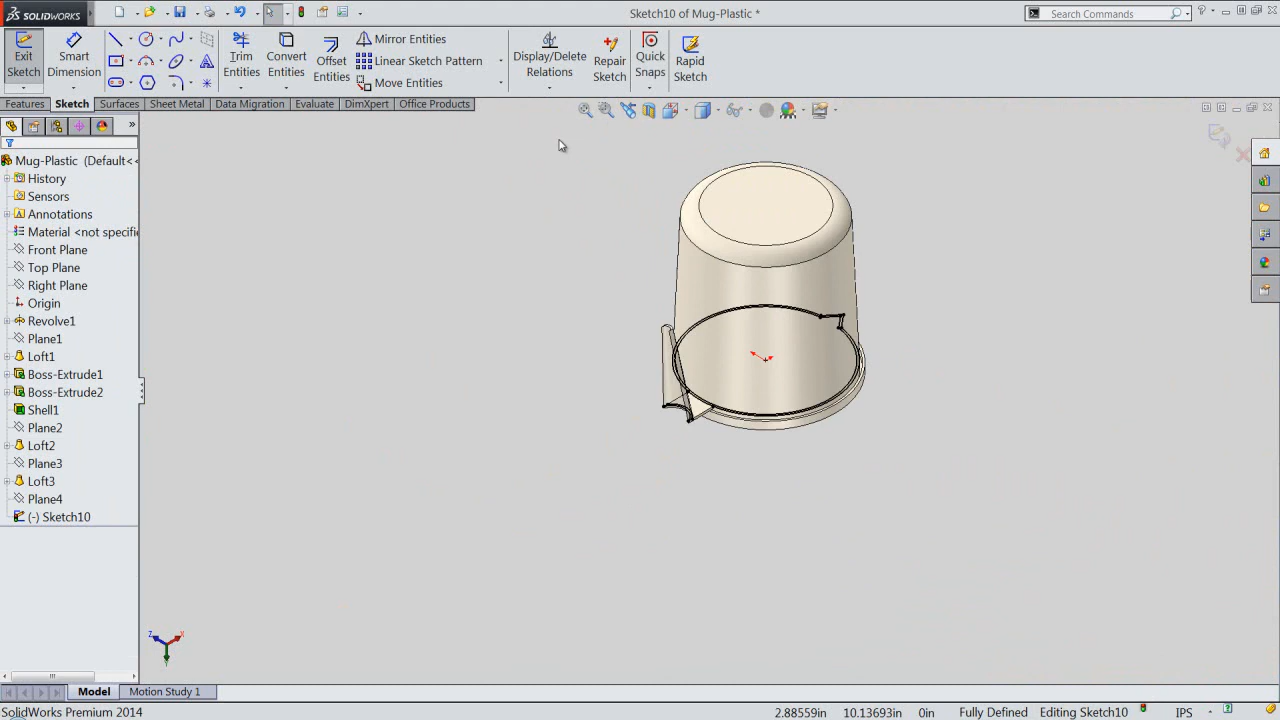 SOLIDWORKS
Sketch10 of Mug-Plastic *
Search Commands
Exit Sketch
Smart Dimension
Trim Entities
Convert Entities
Offset Entities
Mirror Entities
Linear Sketch Pattern
Move Entities
Display/Delete Relations
Repair Sketch
Quick Snaps
Rapid Sketch
Features
Sketch
Surfaces
Sheet Metal
Data Migration
Evaluate
DimXpert
Office Products
Mug-Plastic (Default<<
History
Sensors
Annotations
Material <not specifi
Front Plane
Top Plane
Right Plane
Origin
Revolve1
Plane1
Loft1
Boss-Extrude1
Boss-Extrude2
Shell1
Plane2
Loft2
Plane3
Loft3
Plane4
(-) Sketch10
Z
X
Y
Model
Motion Study 1
SolidWorks Premium 2014
2.88559in
10.13693in
0in
Fully Defined
Editing Sketch10
IPS